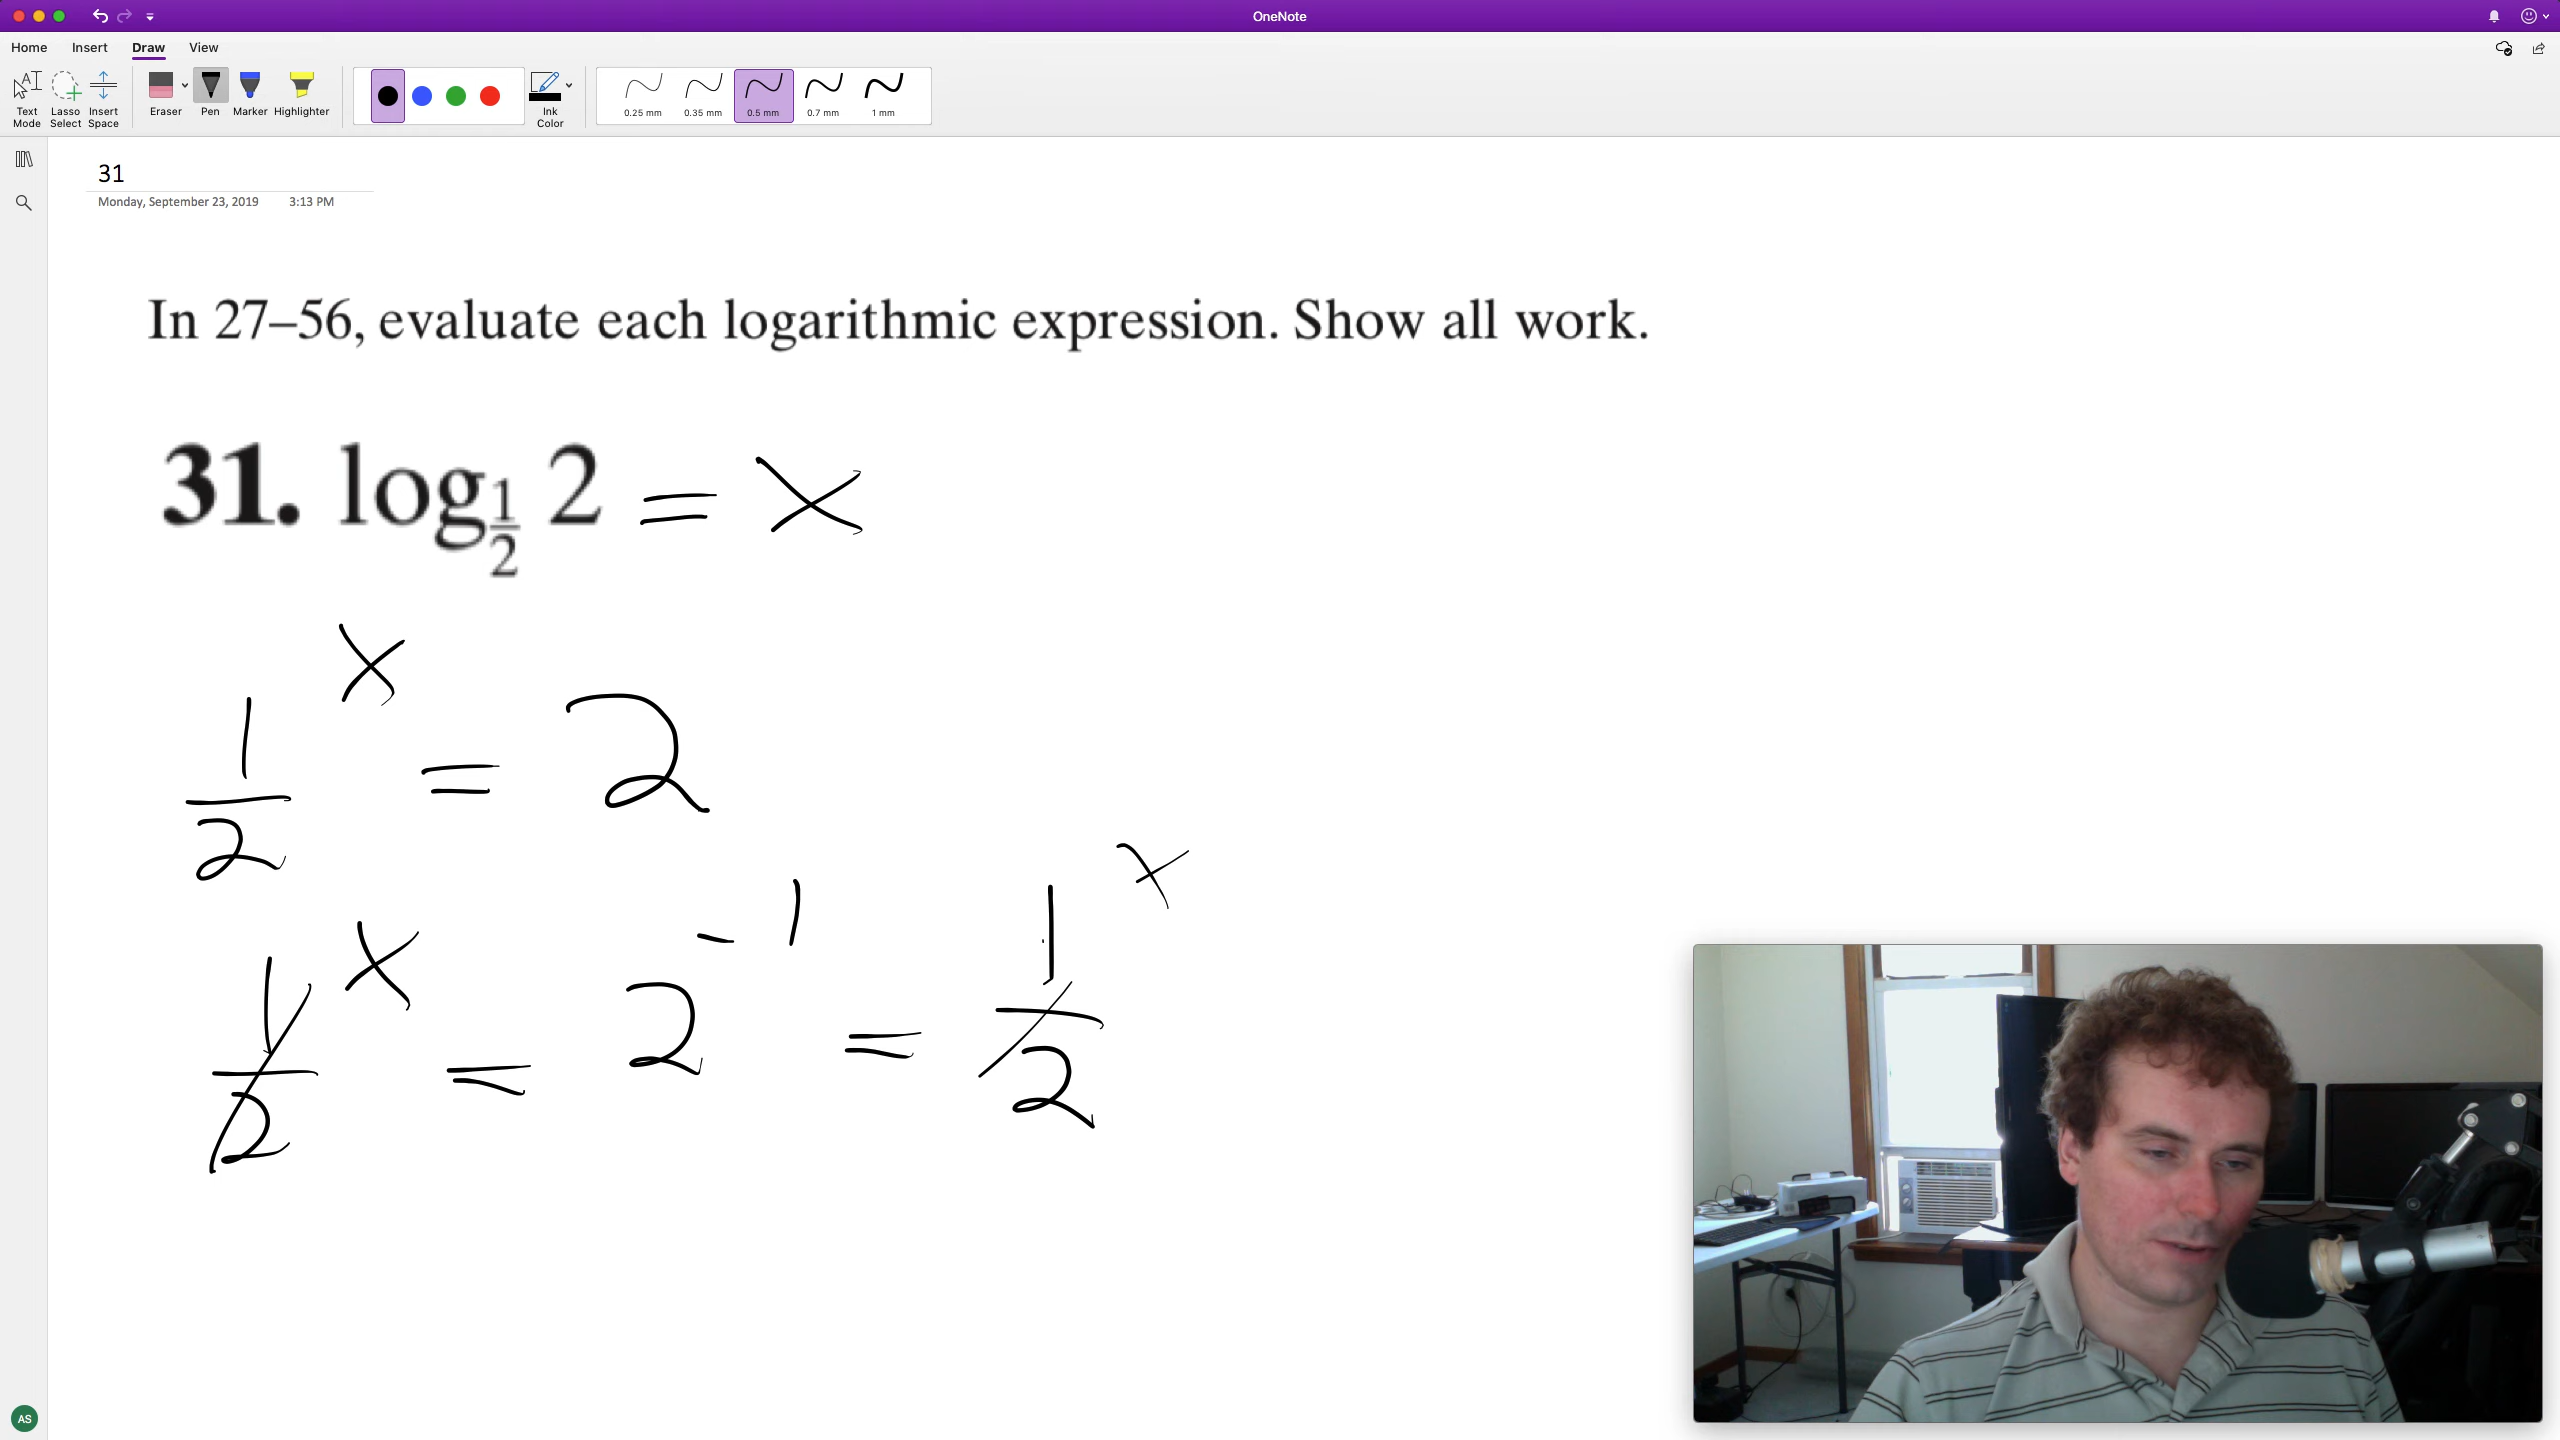 OneNote
Home Insert Draw View
Text Mode
Lasso Select
Insert Space
Eraser
Pen
Marker
Highlighter
Ink Color
0.25 mm
0.35 mm
0.5 mm
0.7 mm
1 mm
31
Monday, September 23, 2019 3:13 PM
In 27–56, evaluate each logarithmic expression. Show all work.
31. log 1/2 2 = x
1/2 x = 2
1/2 x = 2 -1 = 1/2 x
AS